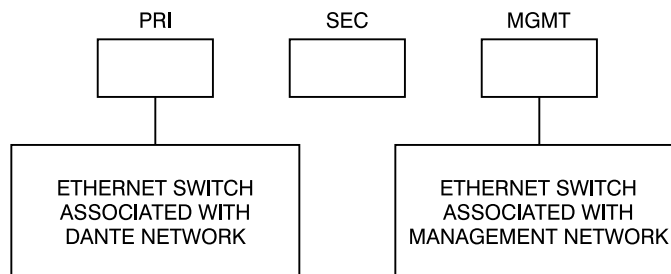 PRI
SEC
MGMT
ETHERNET SWITCH
ASSOCIATED WITH
DANTE NETWORK
ETHERNET SWITCH
ASSOCIATED WITH
MANAGEMENT NETWORK